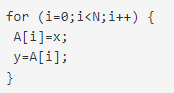 for (i=0;i<N;i++) {
A[i]=x;
y=A[i];
}